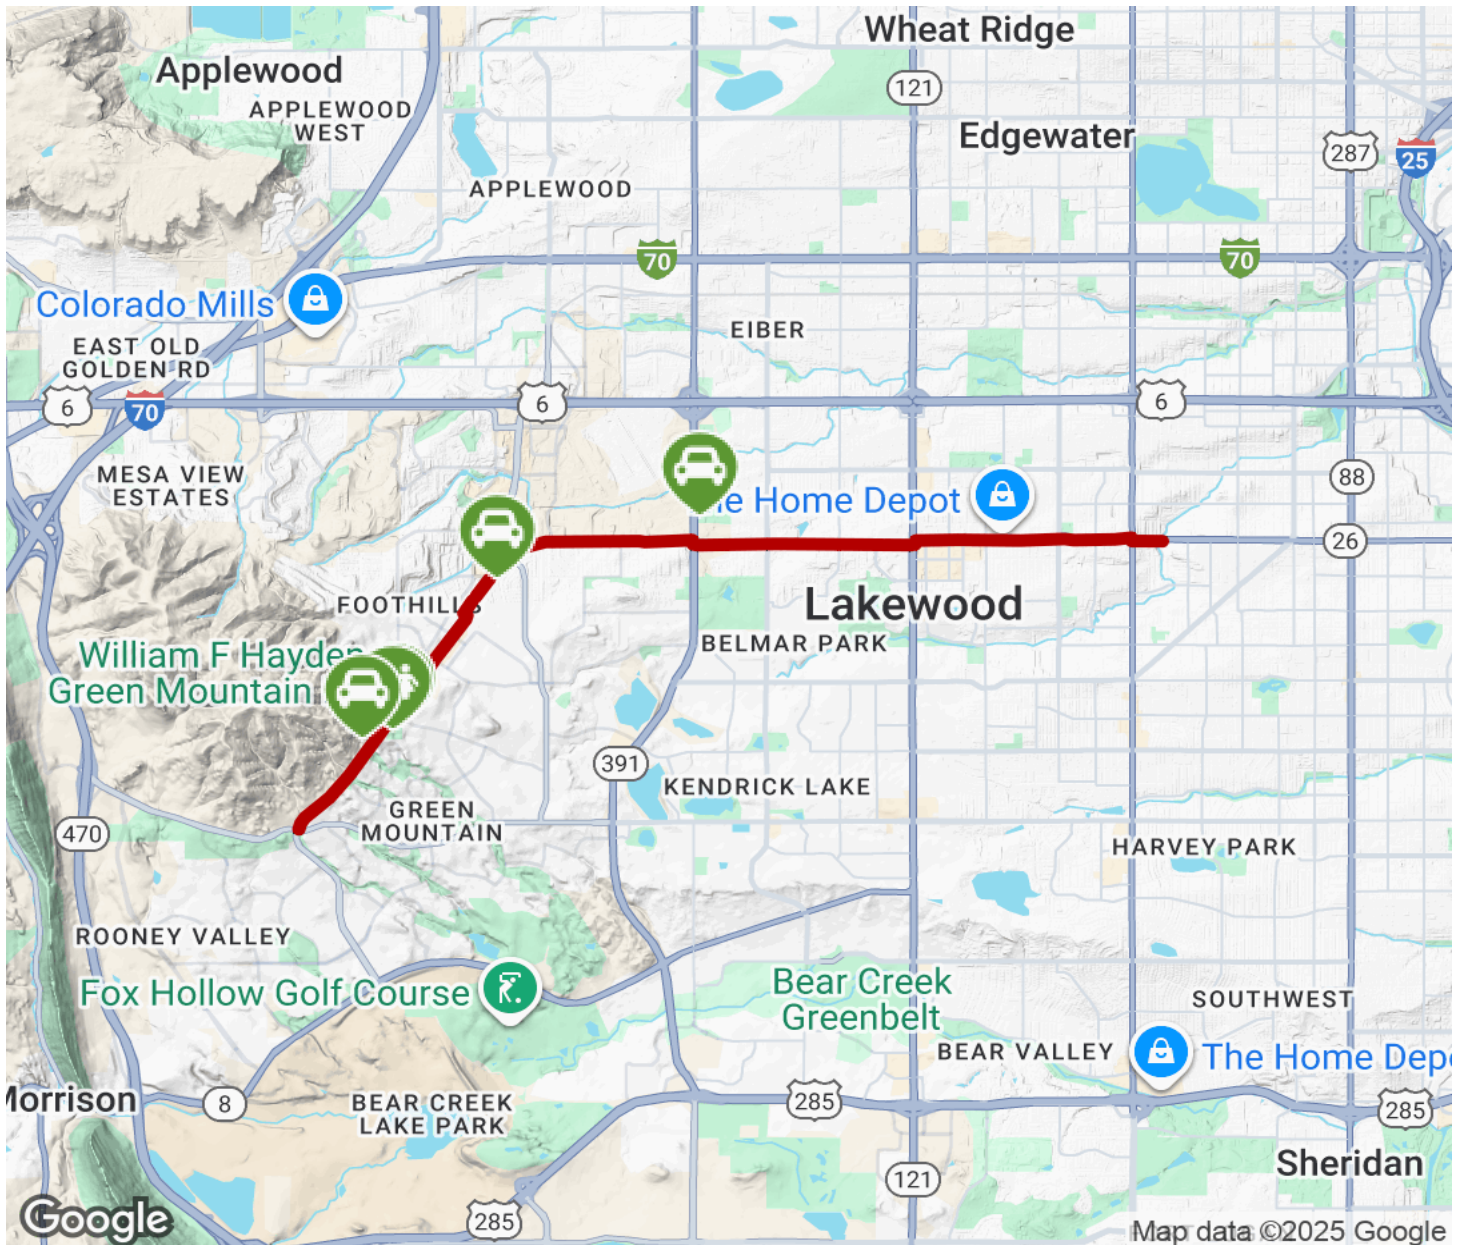 Wheat Ridge
Applewood
121
APPLEWOOD
WEST
Edgewater
287
25
APPLEWOOD
70
70
Colorado Mills
EIBER
EAST OLD
GOLDEN RD
6
70
6
6
MESA VIEW
ESTATES
88
The Home Depot
26
FOOTHILLS
Lakewood
BELMAR PARK
William F Hayden
Green Mountain
391
KENDRICK LAKE
GREEN
MOUNTAIN
470
HARVEY PARK
ROONEY VALLEY
Fox Hollow Golf Course
Bear Creek
Greenbelt
SOUTHWEST
BEAR VALLEY
The Home Depo
Morrison
8
BEAR CREEK
LAKE PARK
285
285
Sheridan
121
285
Google
Map data ©2025 Google